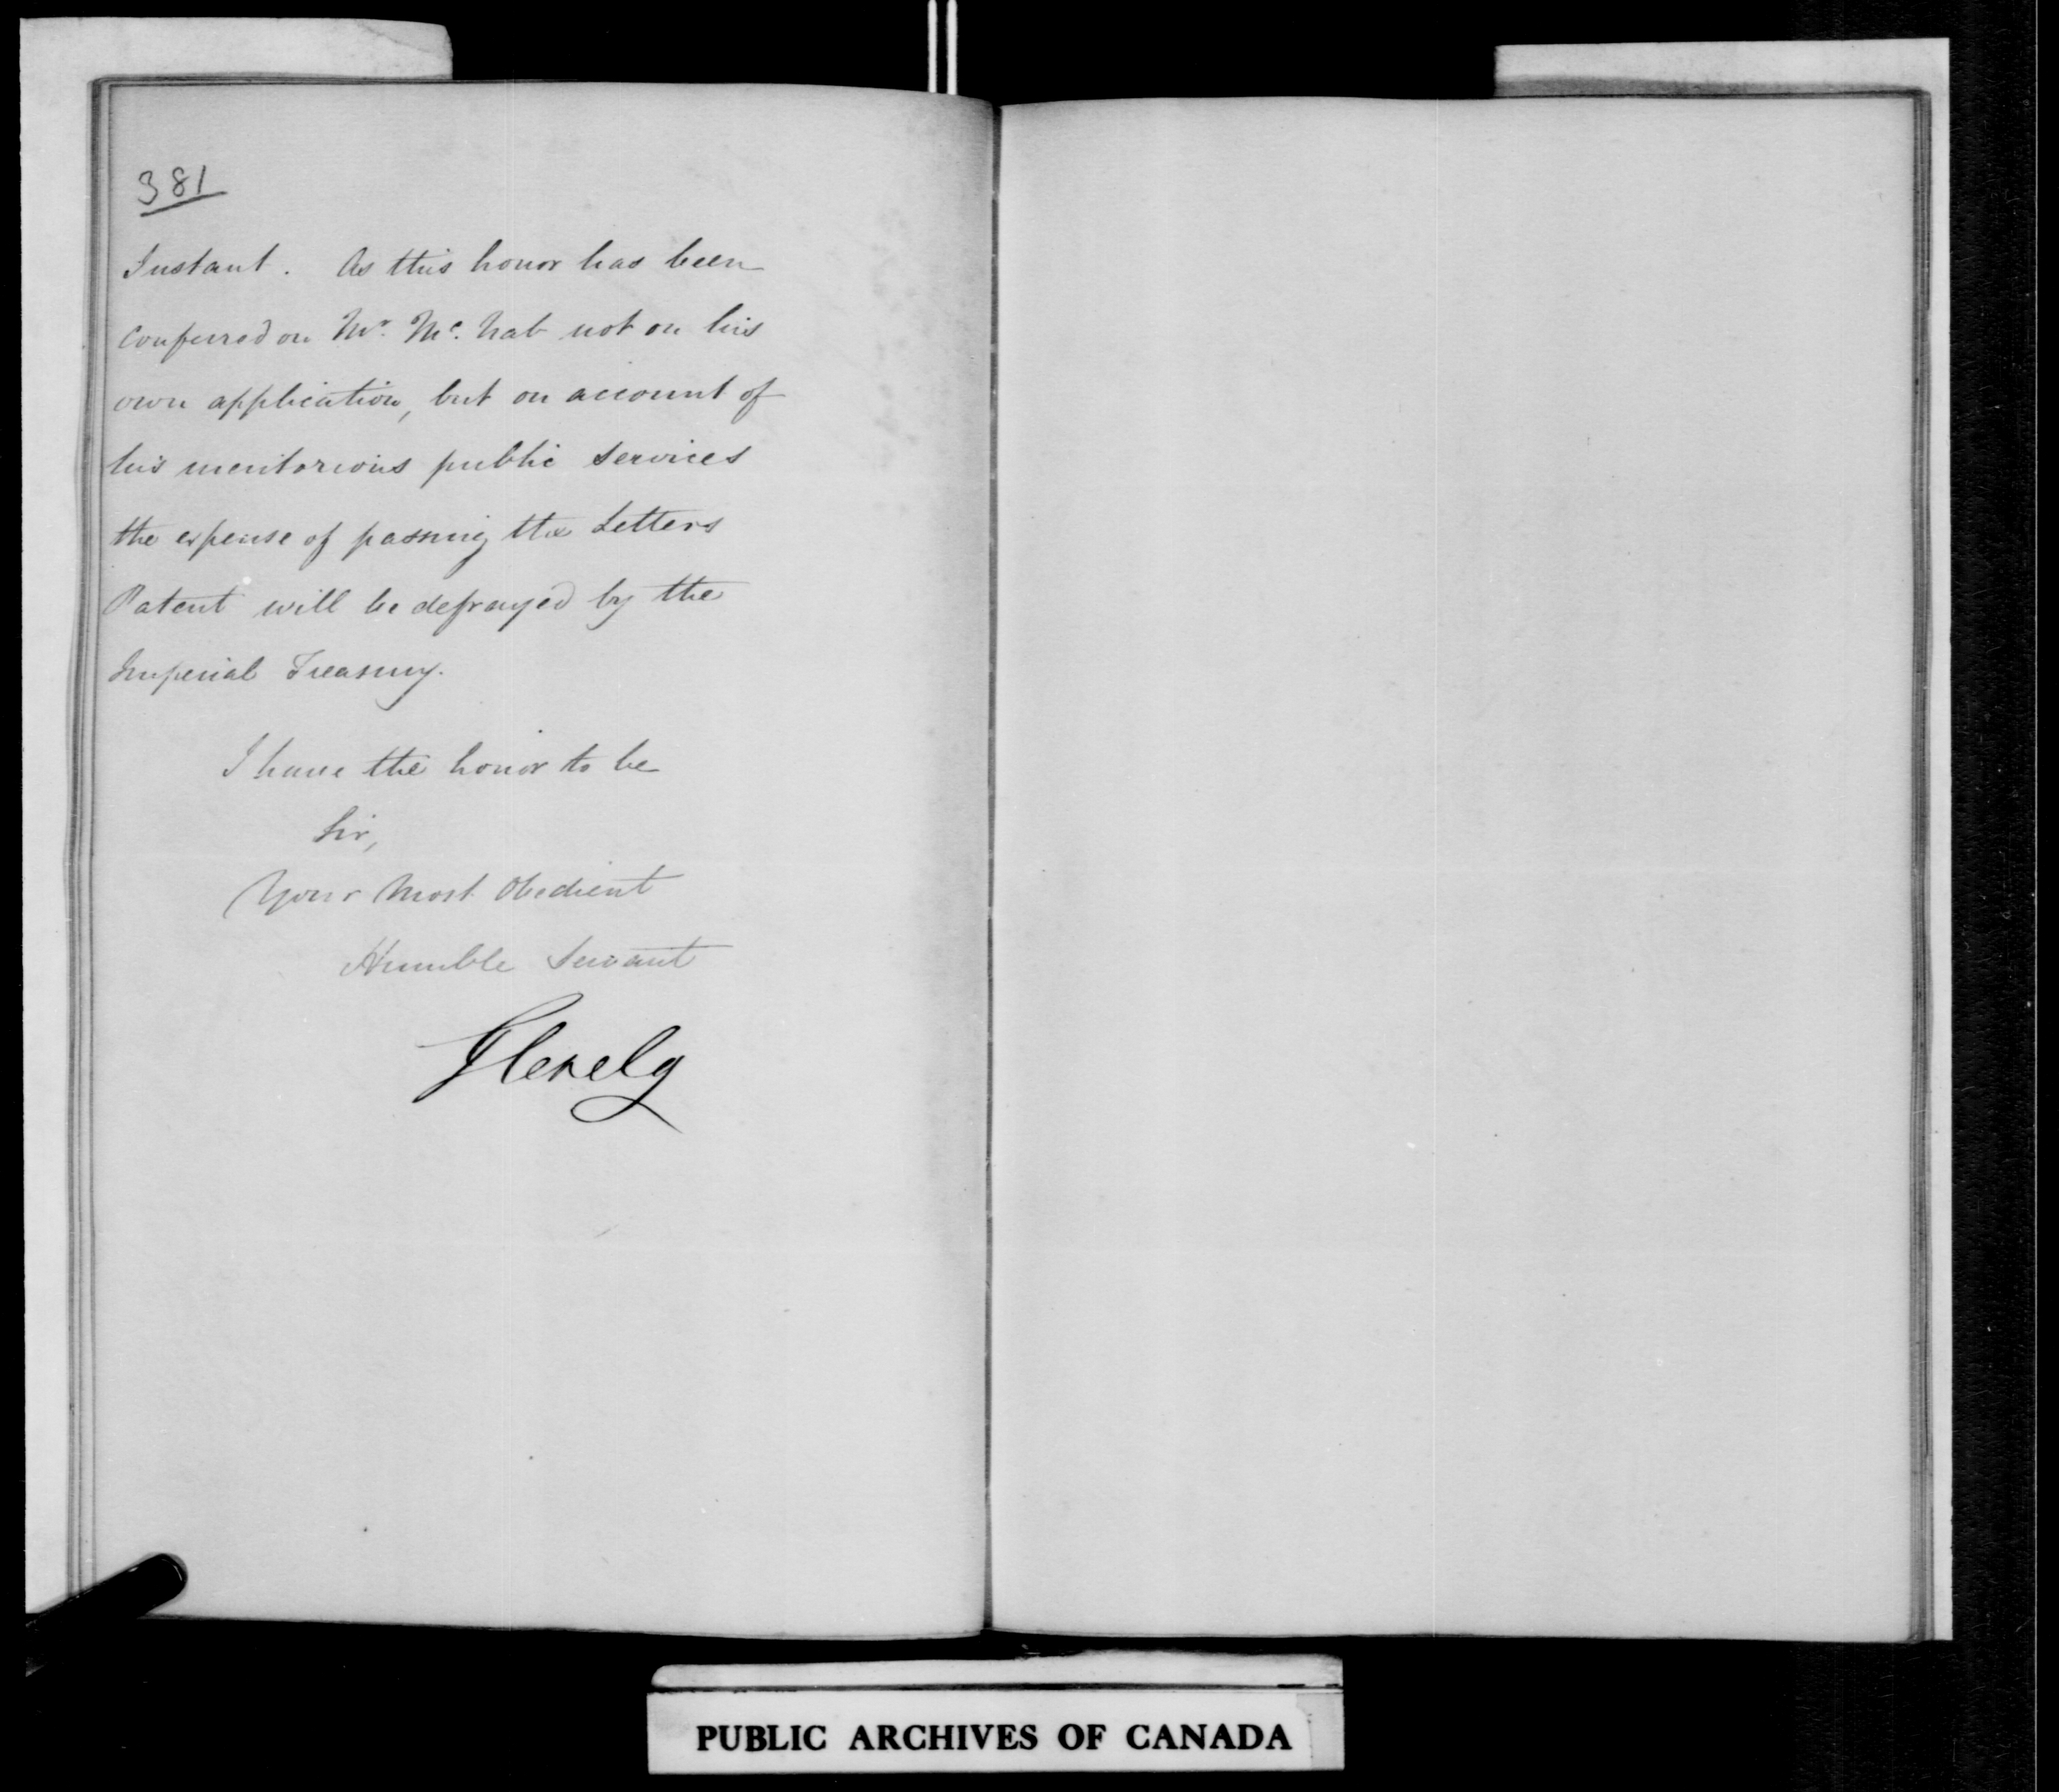 381
Instant. As this honor has been
conferred on Mr. Mc. Nab not on his
own application, but on account of
his meritorious public services
the expense of passing the Letters
Patent will be defrayed by the
Imperial Treasury.
I have the honor to be
Sir,
Your Most Obedient
Humble Servant
Glenelg
PUBLIC ARCHIVES OF CANADA